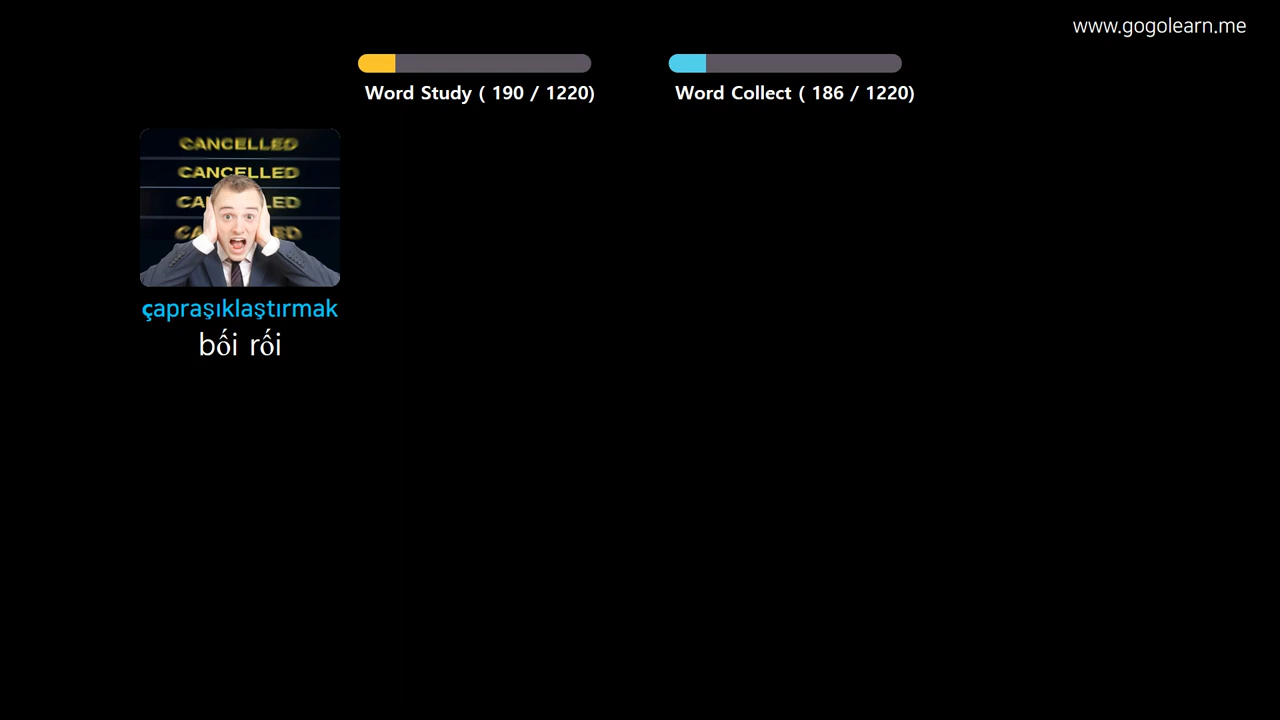 www.gogolearn.me
Word Study ( 190 / 1220)
Word Collect ( 186 / 1220)
CANCELLED
CANCELLED
çapraşıklaştırmak
bối rối